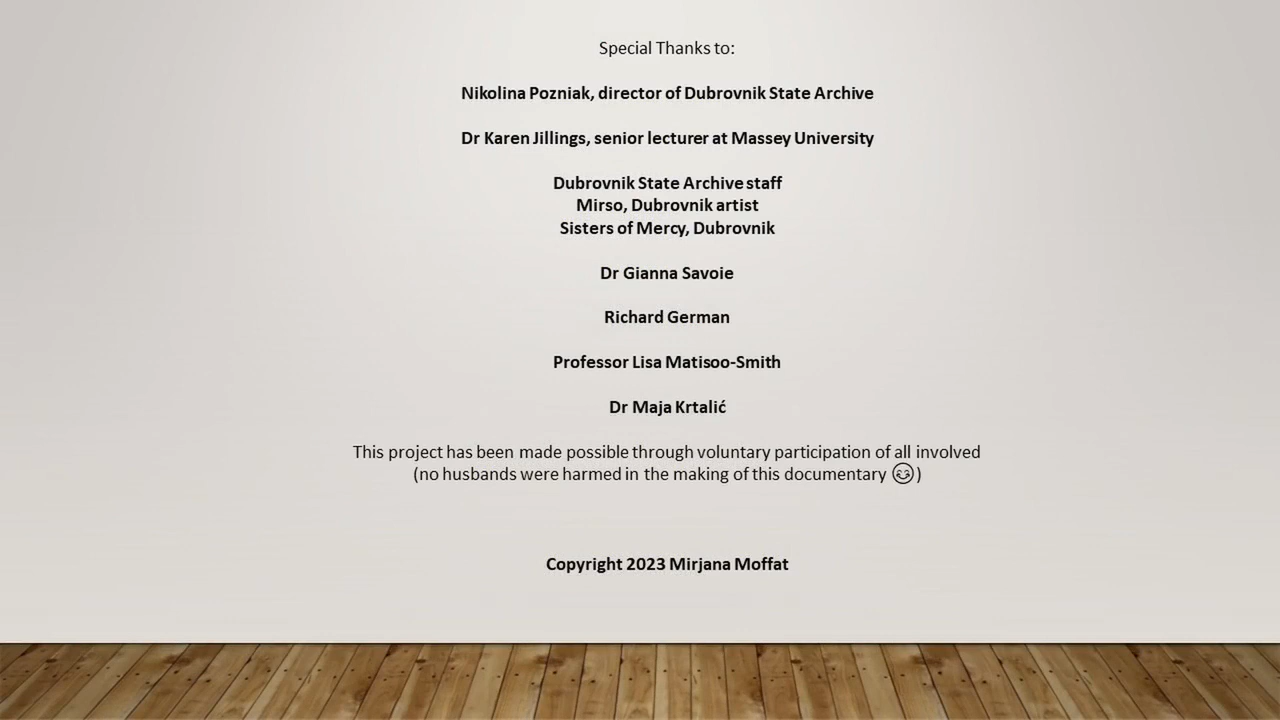 Special Thanks to:
Nikolina Pozniak, director of Dubrovnik State Archive
Dr Karen Jillings, senior lecturer at Massey University
Dubrovnik State Archive staff
Mirso, Dubrovnik artist
Sisters of Mercy, Dubrovnik
Dr Gianna Savoie
Richard German
Professor Lisa Matisoo-Smith
Dr Maja Krtalić
This project has been made possible through voluntary participation of all involved
(no husbands were harmed in the making of this documentary 😊)
Copyright 2023 Mirjana Moffat